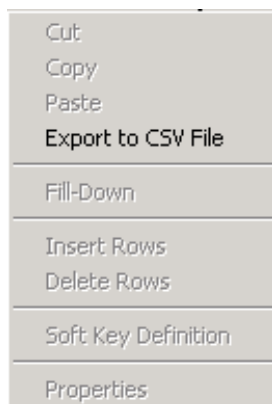 Cut
Copy
Paste
Export to CSV File
Fill-Down
Insert Rows
Delete Rows
Soft Key Definition
Properties